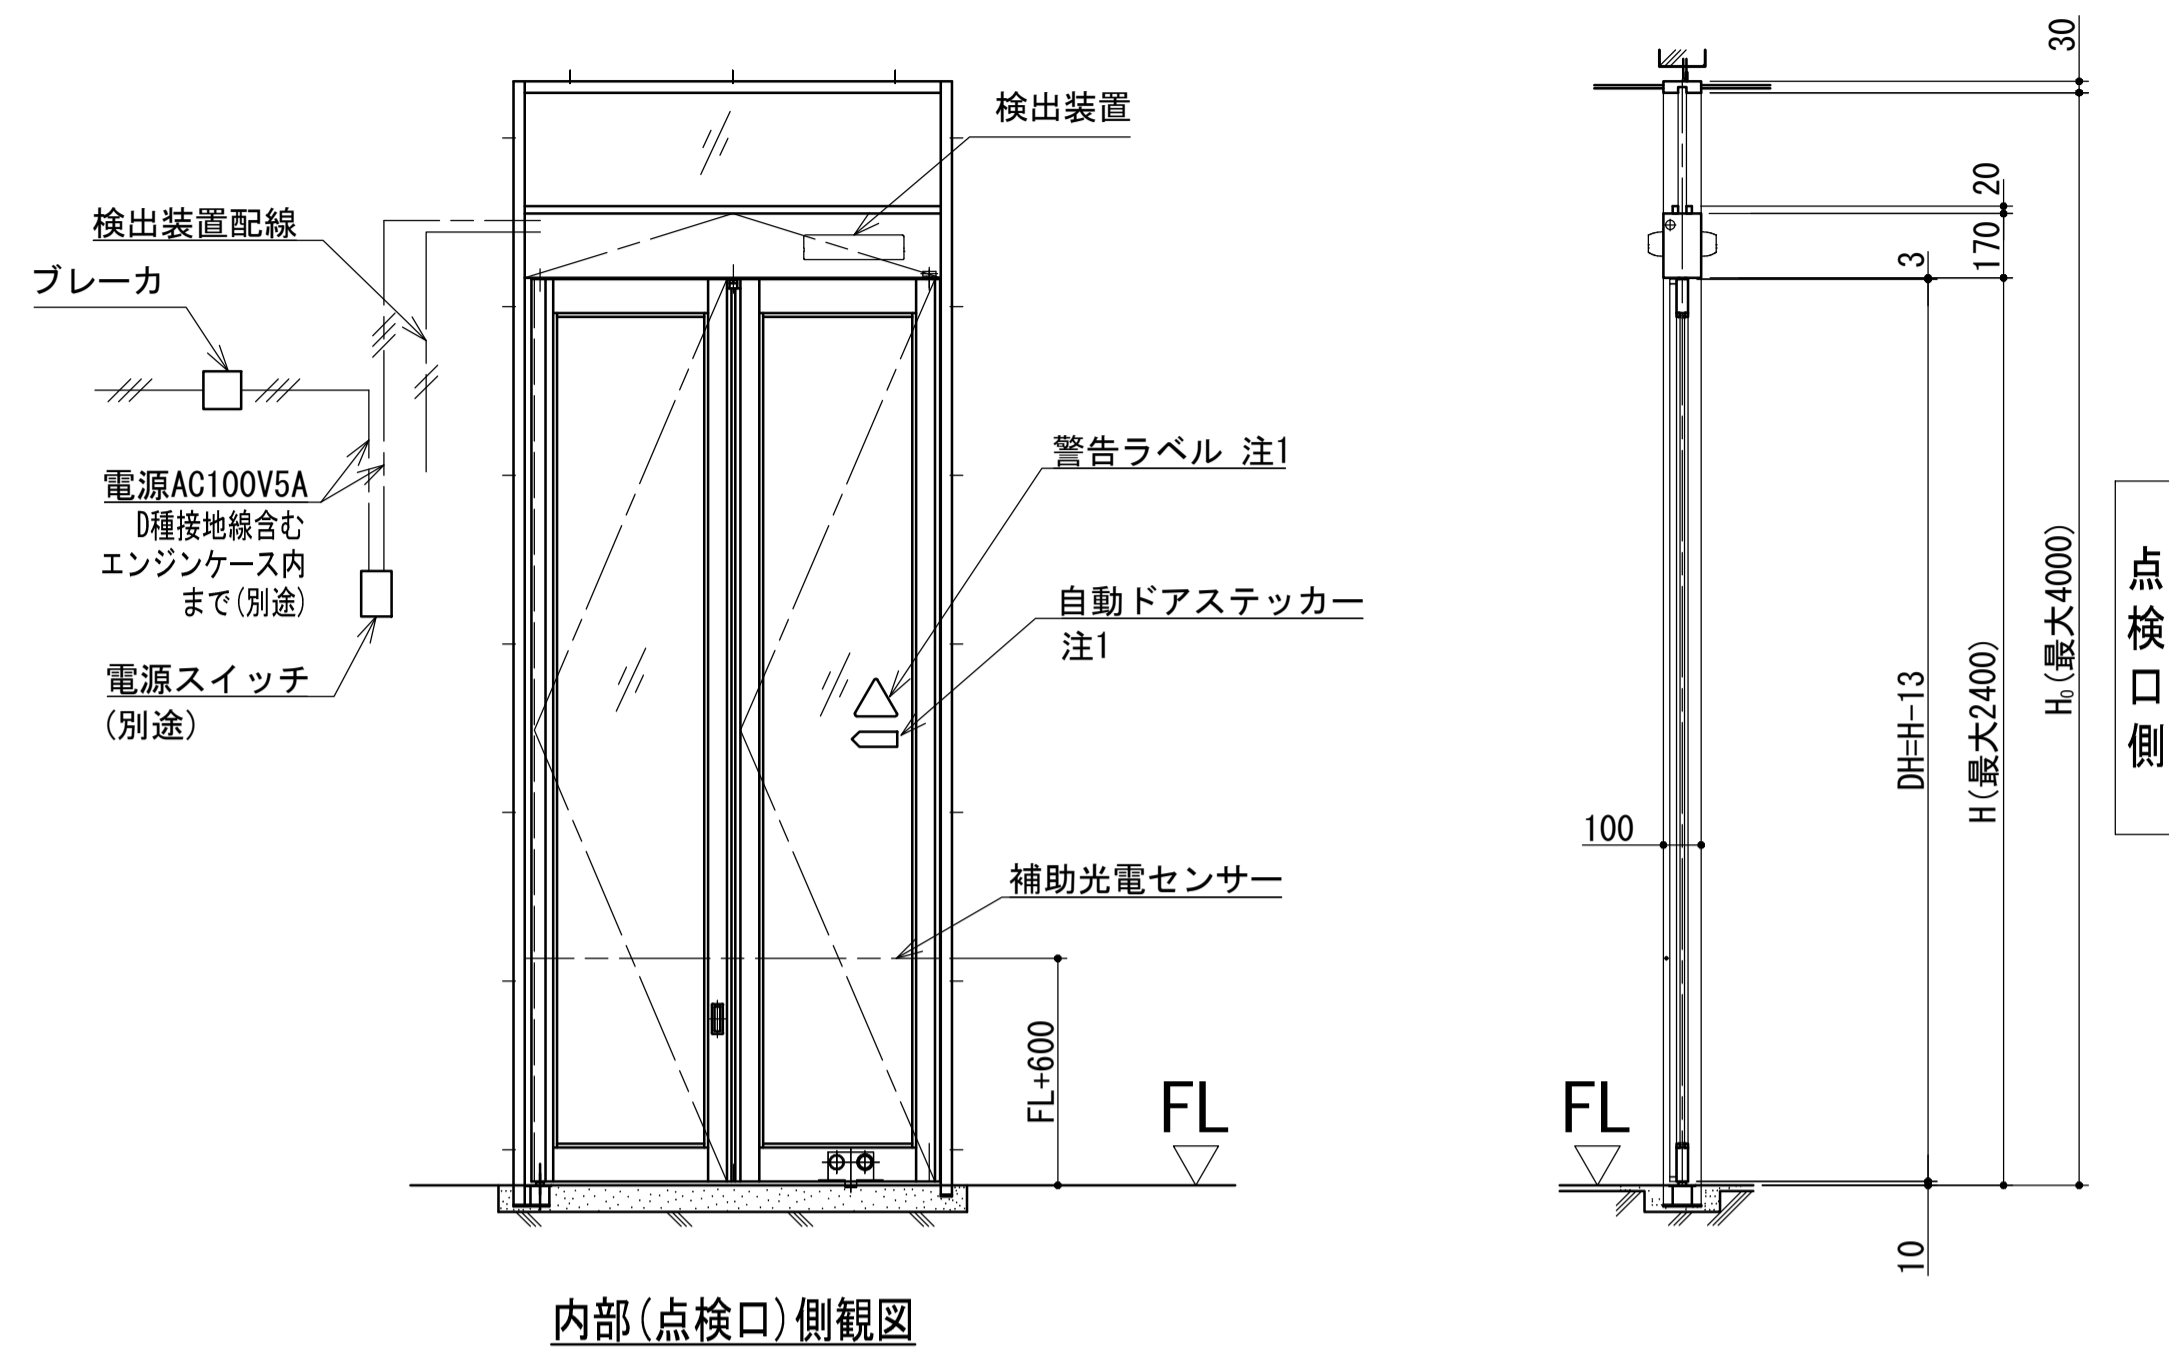 検出装置
検出装置配線
ブレーカ
電源AC100V5A
D種接地線含む
エンジンケース内
まで(別途)
電源スイッチ
(別途)
警告ラベル 注1
自動ドアステッカー
注1
補助光電センサー
FL+600
FL
内部(点検口)側観図
30
20
170
3
DH=H-13
H(最大2400)
H₀(最大4000)
100
FL
10
点検口側